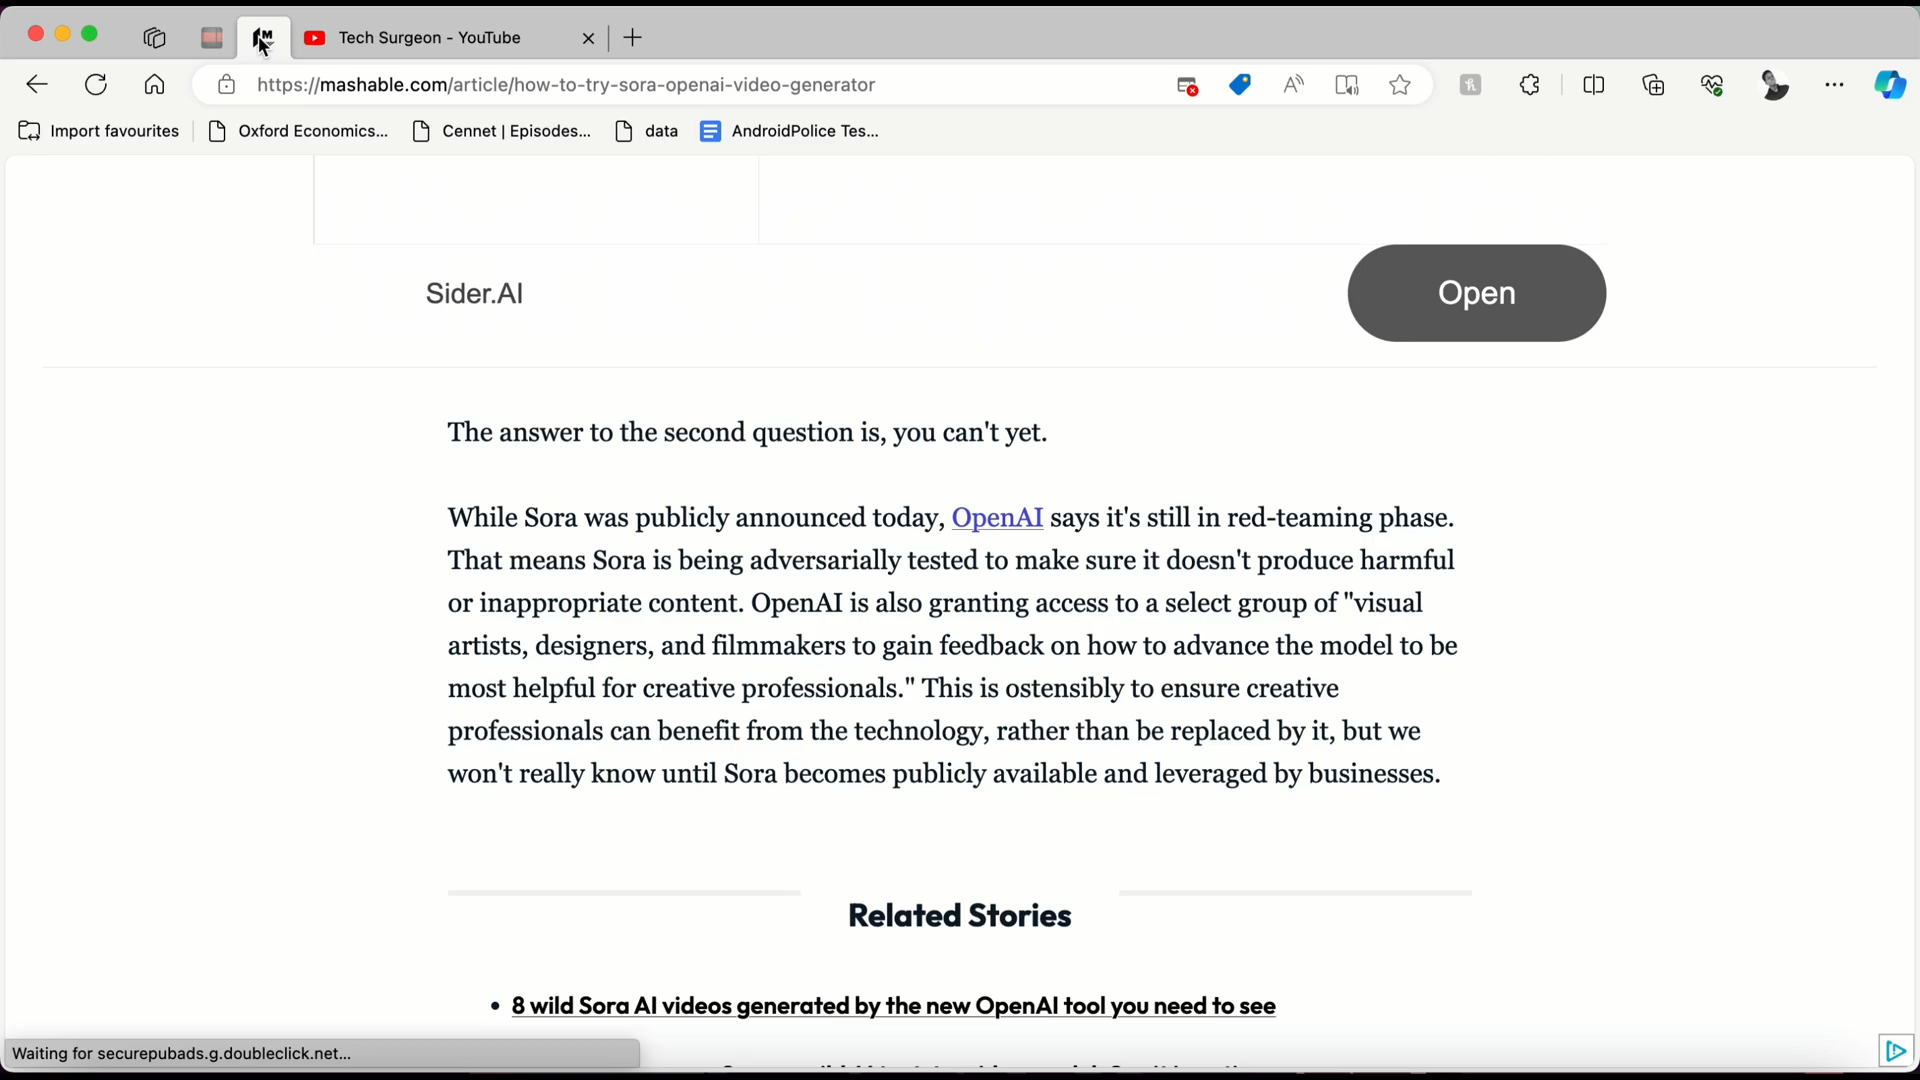 Tech Surgeon - YouTube
https://mashable.com/article/how-to-try-sora-openai-video-generator
Import favourites
Oxford Economics...
Cennet | Episodes...
data
AndroidPolice Tes...
Sider.AI
Open
The answer to the second question is, you can't yet.
While Sora was publicly announced today, OpenAI says it's still in red-teaming phase.
That means Sora is being adversarially tested to make sure it doesn't produce harmful
or inappropriate content. OpenAI is also granting access to a select group of "visual
artists, designers, and filmmakers to gain feedback on how to advance the model to be
most helpful for creative professionals." This is ostensibly to ensure creative
professionals can benefit from the technology, rather than be replaced by it, but we
won't really know until Sora becomes publicly available and leveraged by businesses.
Related Stories
• 8 wild Sora AI videos generated by the new OpenAI tool you need to see
Waiting for securepubads.g.doubleclick.net...